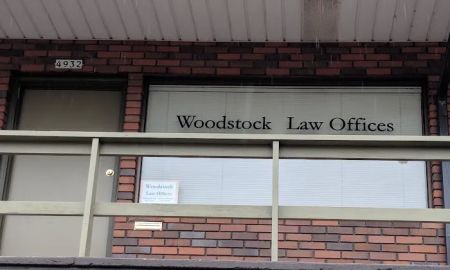 4932
Woodstock Law Offices
Woodstock
Law Offices